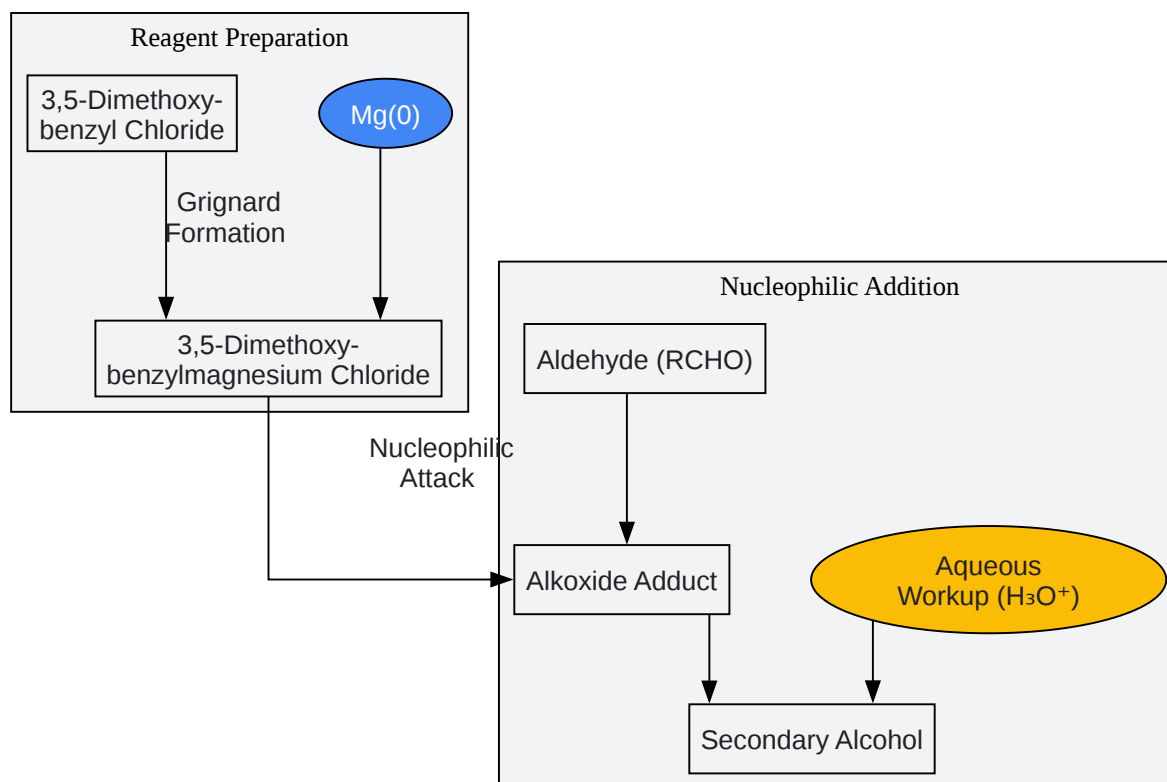 Reagent Preparation
3,5-Dimethoxy-
benzyl Chloride
Mg(0)
Grignard
Formation
3,5-Dimethoxy-
benzylmagnesium Chloride
Nucleophilic
Attack
Nucleophilic Addition
Aldehyde (RCHO)
Alkoxide Adduct
Aqueous
Workup (H₃O⁺)
Secondary Alcohol